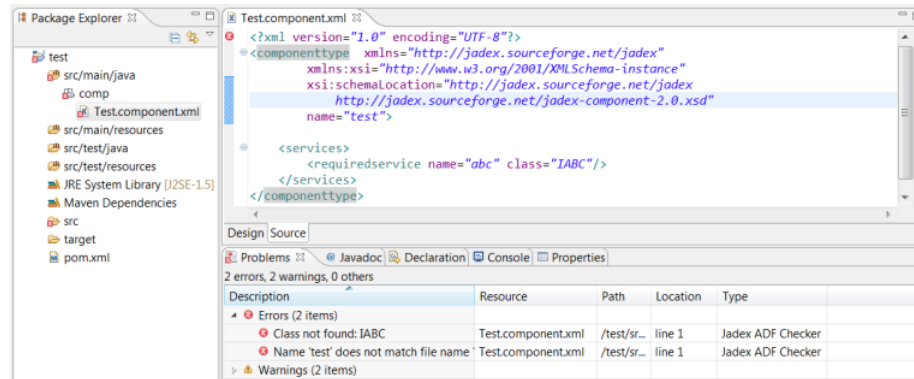 Package Explorer
test
src/main/java
comp
Test.component.xml
src/main/resources
src/test/java
src/test/resources
JRE System Library [J2SE-1.5]
Maven Dependencies
src
target
pom.xml
Test.component.xml
<?xml version="1.0" encoding="UTF-8"?>
<componenttype xmlns="http://jadex.sourceforge.net/jadex"
xmlns:xsi="http://www.w3.org/2001/XMLSchema-instance"
xsi:schemaLocation="http://jadex.sourceforge.net/jadex
http://jadex.sourceforge.net/jadex-component-2.0.xsd"
name="test">
<services>
<requiredservice name="abc" class="IABC"/>
</services>
</componenttype>
Design Source
Problems @ Javadoc Declaration Console Properties
2 errors, 2 warnings, 0 others
Description Resource Path Location Type
Errors (2 items)
Class not found: IABC Test.component.xml /test/sr... line 1 Jadex ADF Checker
Name 'test' does not match file name ' Test.component.xml /test/sr... line 1 Jadex ADF Checker
Warnings (2 items)